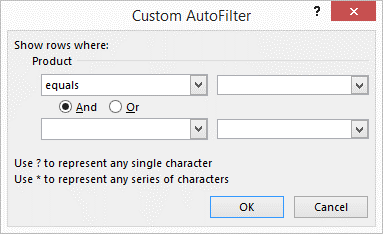 Custom AutoFilter
?
Show rows where:
Product
equals
And Or
Use ? to represent any single character
Use * to represent any series of characters
OK Cancel